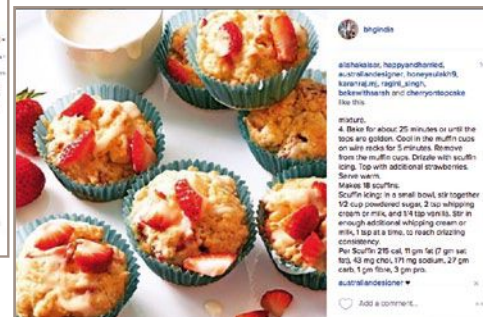 bhgindia
alishakaisar, happyandharried,
australiandesigner, honeyeulakh9,
karanraj.mj, ragini_singh,
bakewithharsh and cherryontopcake
like this.
mixture.
4. Bake for about 25 minutes or until the
tops are golden. Cool in the muffin cups
on wire racks for 5 minutes. Remove
from the muffin cups. Drizzle with scuffin
icing. Top with additional strawberries.
Serve warm.
Makes 18 scuffins.
Scuffin Icing: In a small bowl, stir together
1/2 cup powdered sugar, 2 tsp whipping
cream or milk, and 1/4 tsp vanilla. Stir in
enough additional whipping cream or
milk, 1 tsp at a time, to reach drizzling
consistency.
Per Scuffin 215 cal, 11 gm fat (7 gm sat
fat), 43 mg chol, 171 mg sodium, 27 gm
carb, 1 gm fibre, 3 gm pro.
australiandesigner ♥
Add a comment...